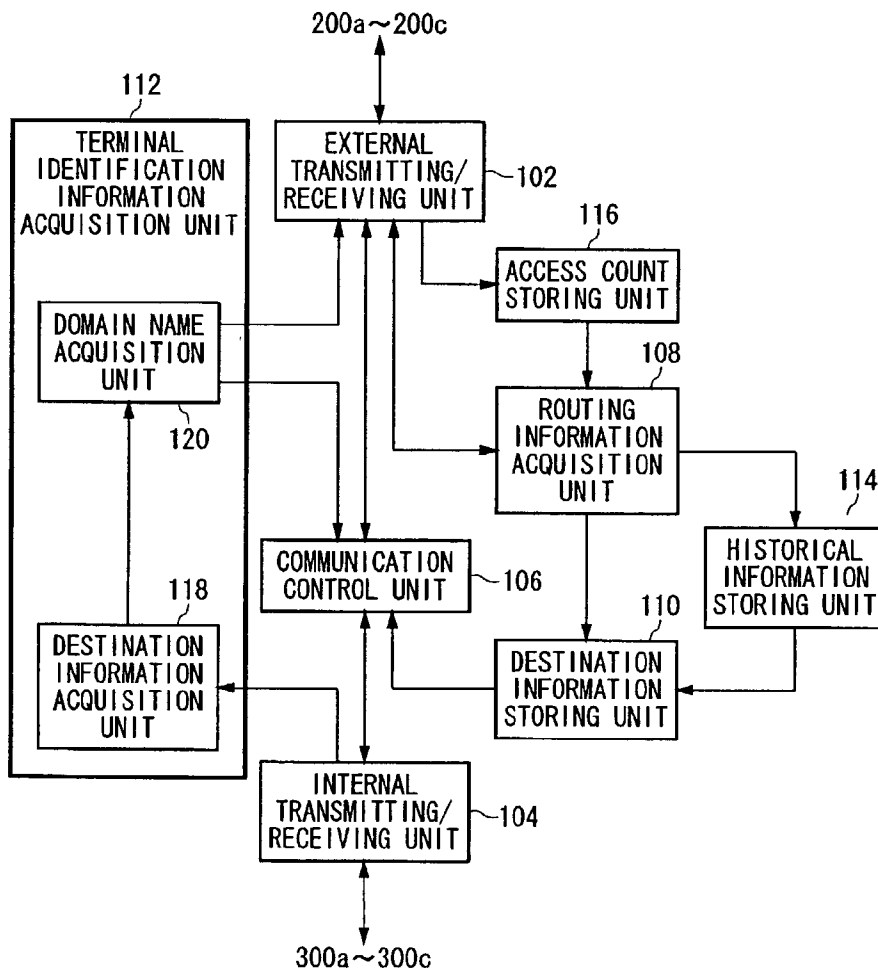 200a~200c
112
TERMINAL
IDENTIFICATION
INFORMATION
ACQUISITION UNIT
EXTERNAL
TRANSMITTING/
RECEIVING UNIT
102
116
ACCESS COUNT
STORING UNIT
DOMAIN NAME
ACQUISITION
UNIT
120
108
ROUTING
INFORMATION
ACQUISITION
UNIT
114
HISTORICAL
INFORMATION
STORING UNIT
COMMUNICATION
CONTROL UNIT
106
118
DESTINATION
INFORMATION
ACQUISITION
UNIT
110
DESTINATION
INFORMATION
STORING UNIT
INTERNAL
TRANSMITTING/
RECEIVING UNIT
104
300a~300c